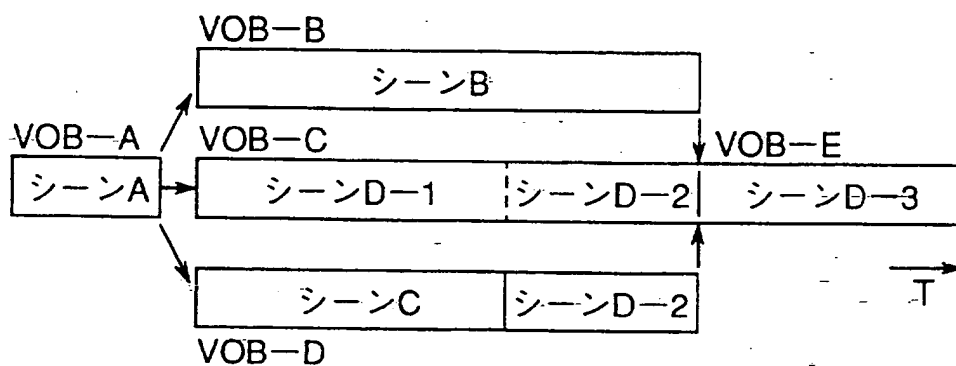 VOB－B
シーンB
VOB－A
VOB－C
VOB－E
シーンA
シーンD－1
シーンD－2
シーンD－3
シーンC
シーンD－2
T
VOB－D